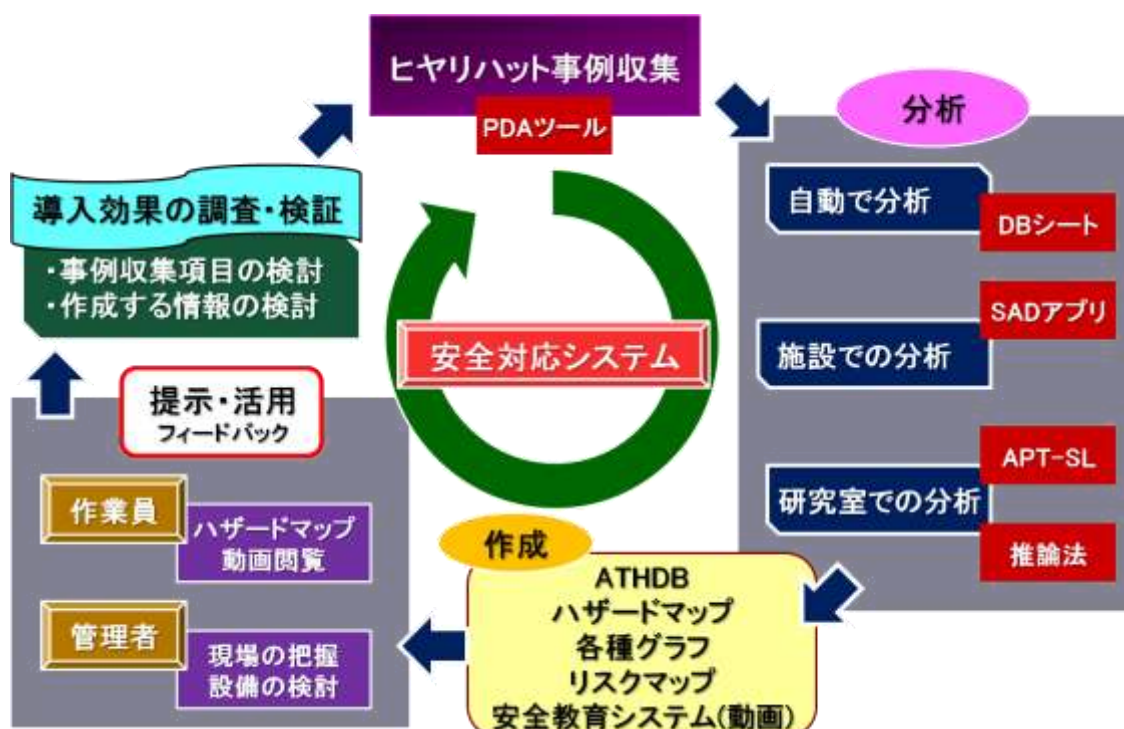 ヒヤリハット事例収集
PDAツール
分析
自動で分析
DBシート
SADアプリ
施設での分析
APT-SL
研究室での分析
推論法
作成
ATHDB
ハザードマップ
各種グラフ
リスクマップ
安全教育システム(動画)
提示・活用
フィードバック
作業員
ハザードマップ
動画閲覧
管理者
現場の把握
設備の検討
導入効果の調査・検証
・事例収集項目の検討
・作成する情報の検討
安全対応システム